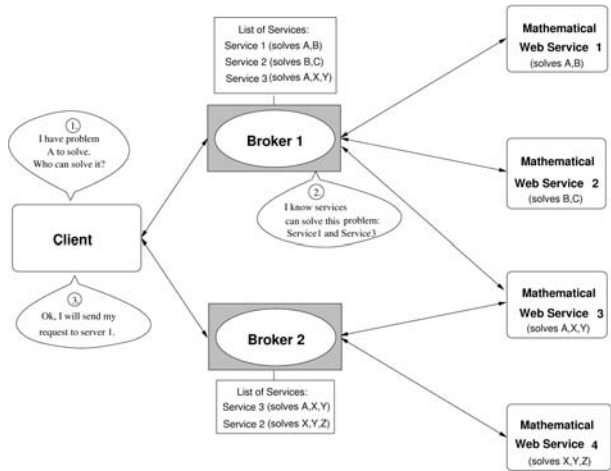 List of Services:
Service 1 (solves A,B)
Service 2 (solves B,C)
Service 3 (solves A,X,Y)
Mathematical
Web Service 1
(solves A,B)
1.
I have problem
A to solve.
Who can solve it?
Broker 1
Mathematical
Web Service 2
(solves B,C)
2.
I know services
can solve this problem:
Service1 and Service3.
Client
3.
Ok, I will send my
request to server 1.
Mathematical
Web Service 3
(solves A,X,Y)
Broker 2
List of Services:
Service 3 (solves A,X,Y)
Service 2 (solves X,Y,Z)
Mathematical
Web Service 4
(solves X,Y,Z)